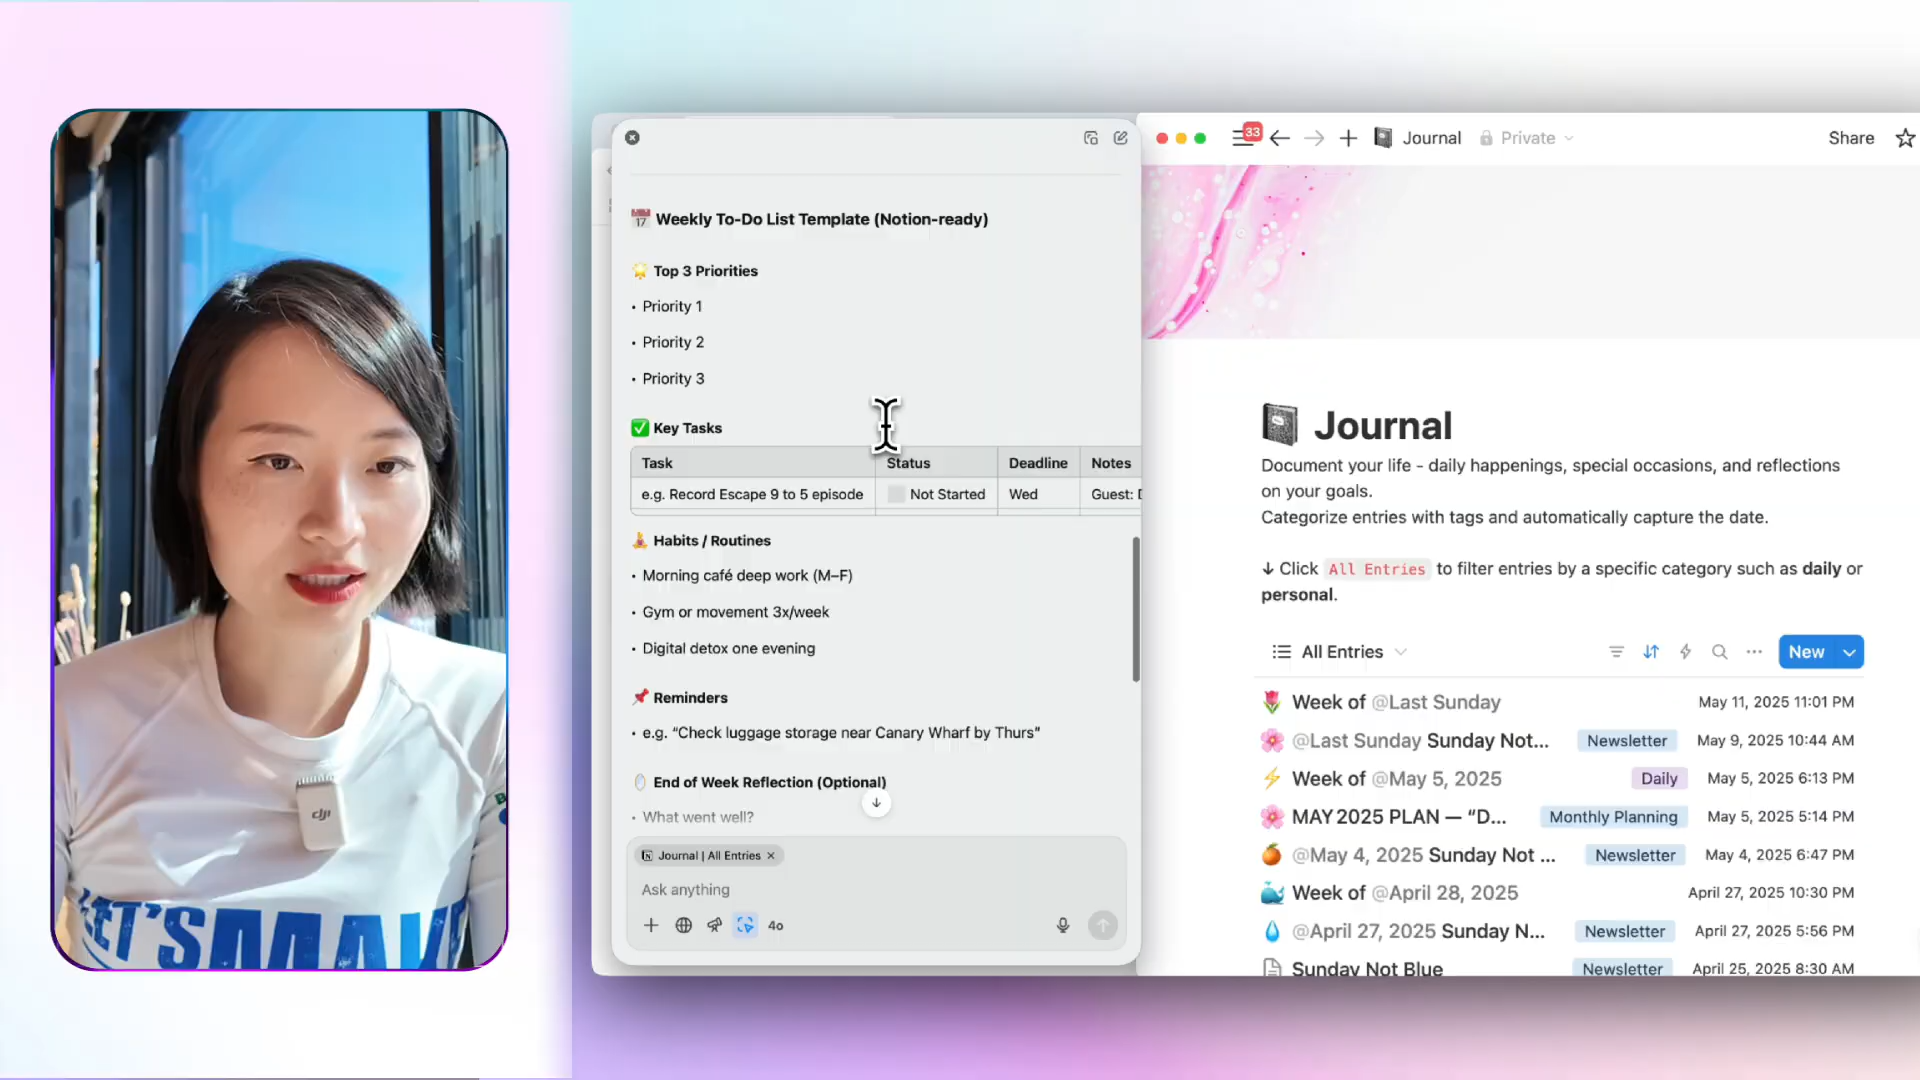 Weekly To-Do List Template (Notion-ready)
Top 3 Priorities
• Priority 1
• Priority 2
• Priority 3
Key Tasks
Task Status Deadline Notes
e.g. Record Escape 9 to 5 episode Not Started Wed Guest:
Habits / Routines
• Morning café deep work (M–F)
• Gym or movement 3x/week
• Digital detox one evening
Reminders
• e.g. “Check luggage storage near Canary Wharf by Thurs”
End of Week Reflection (Optional)
• What went well?
Journal | All Entries
Ask anything
4o
33
Journal Private
Share
Journal
Document your life - daily happenings, special occasions, and reflections
on your goals.
Categorize entries with tags and automatically capture the date.
↓ Click All Entries to filter entries by a specific category such as daily or
personal.
All Entries
New
Week of @Last Sunday May 11, 2025 11:01 PM
@Last Sunday Sunday Not... Newsletter May 9, 2025 10:44 AM
Week of @May 5, 2025 Daily May 5, 2025 6:13 PM
MAY 2025 PLAN — “D... Monthly Planning May 5, 2025 5:14 PM
@May 4, 2025 Sunday Not ... Newsletter May 4, 2025 6:47 PM
Week of @April 28, 2025 April 27, 2025 10:30 PM
@April 27, 2025 Sunday N... Newsletter April 27, 2025 5:56 PM
Sunday Not Blue Newsletter April 25, 2025 8:30 AM
dji
LET'S
17